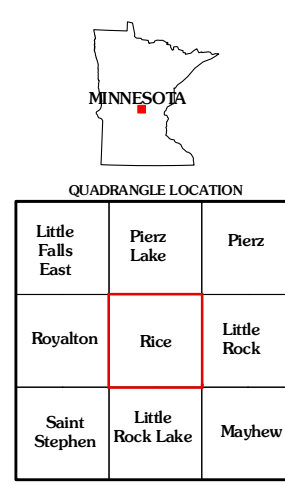 MINNESOTA
QUADRANGLE LOCATION
Little
Falls
East
Pierz
Lake
Pierz
Royalton
Rice
Little
Rock
Saint
Stephen
Little
Rock Lake
Mayhew